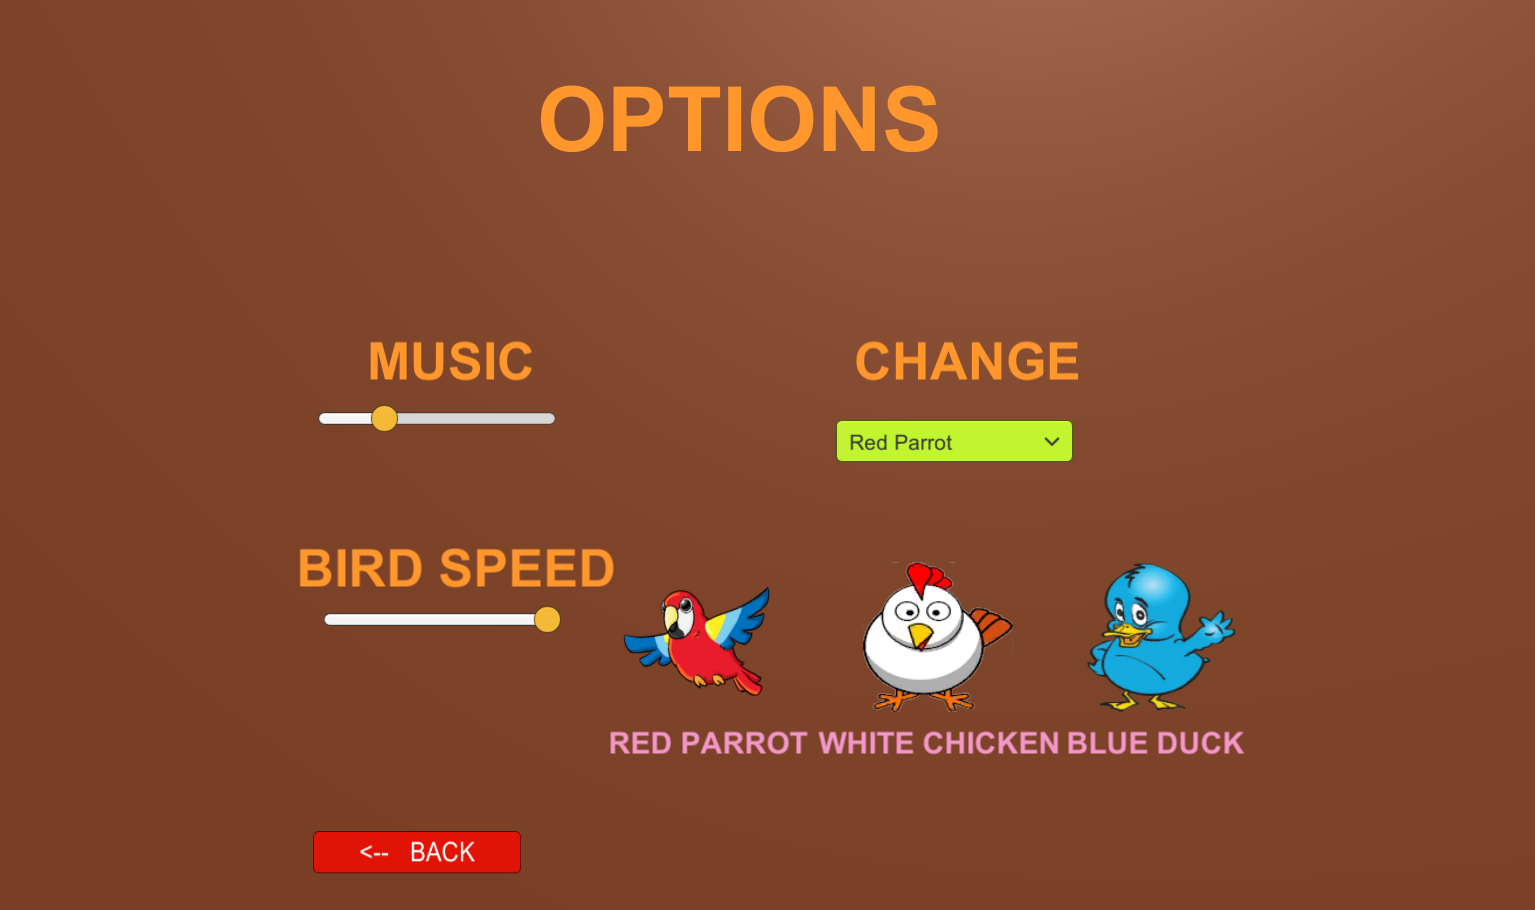 OPTIONS
MUSIC
CHANGE
Red Parrot
BIRD SPEED
RED PARROT WHITE CHICKEN BLUE DUCK
<-- BACK